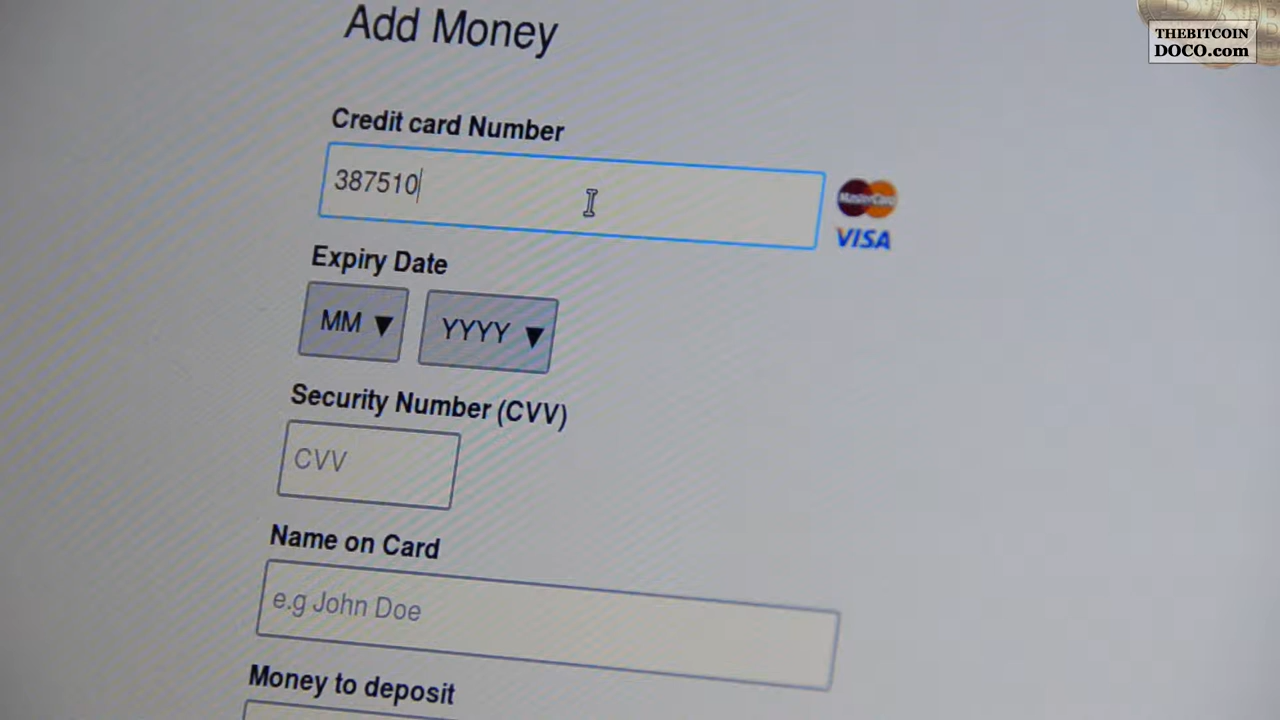 THEBITCOIN
DOCO.com
Add Money
Credit card Number
387510
MasterCard
VISA
Expiry Date
MM
YYYY
Security Number (CVV)
CVV
Name on Card
e.g John Doe
Money to deposit